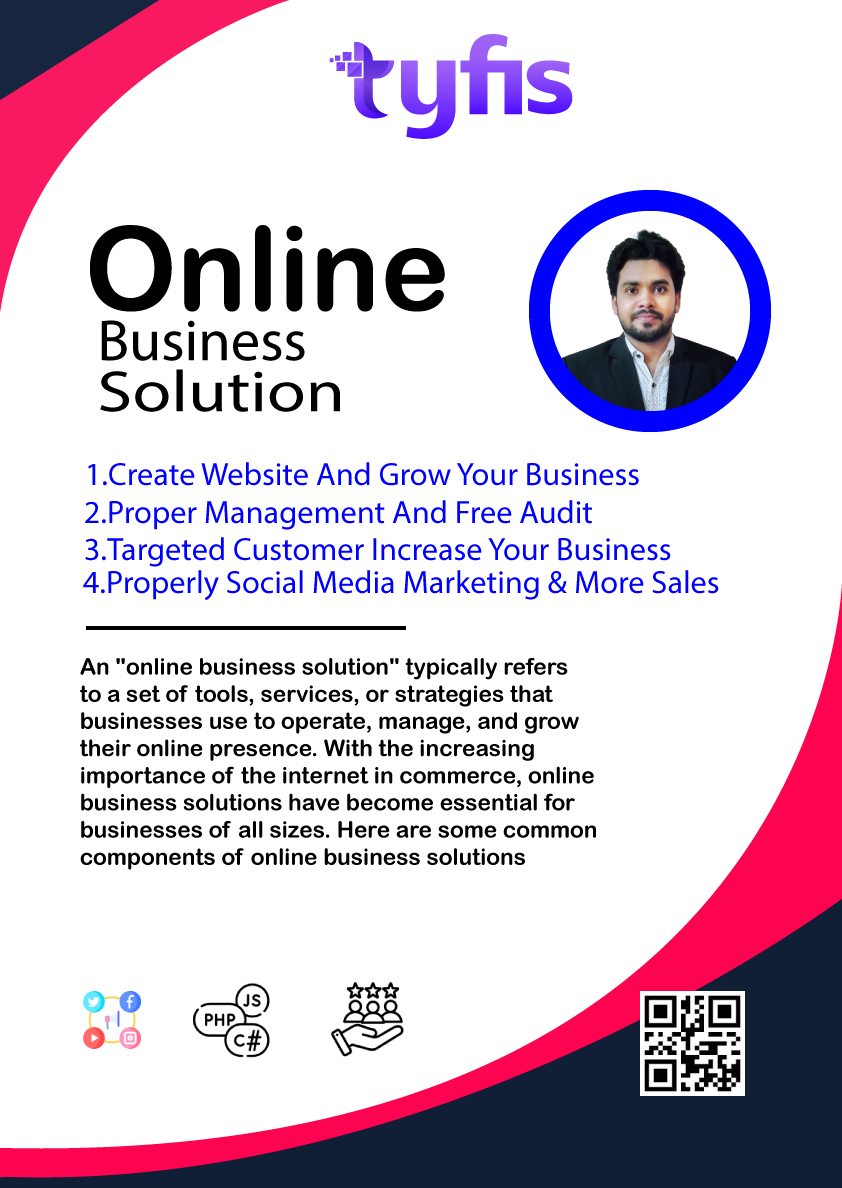 tyfis
Online
Business
Solution
1.Create Website And Grow Your Business
2.Proper Management And Free Audit
3.Targeted Customer Increase Your Business
4.Properly Social Media Marketing & More Sales
An "online business solution" typically refers
to a set of tools, services, or strategies that
businesses use to operate, manage, and grow
their online presence. With the increasing
importance of the internet in commerce, online
business solutions have become essential for
businesses of all sizes. Here are some common
components of online business solutions
JS
PHP
C#